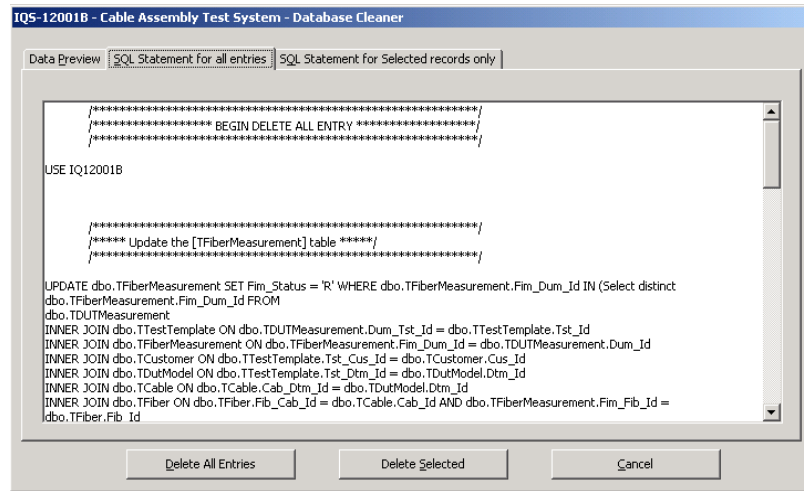 IQS-12001B - Cable Assembly Test System - Database Cleaner
Data Preview SQL Statement for all entries SQL Statement for Selected records only
/***********************************************************/
/****************** BEGIN DELETE ALL ENTRY ******************/
/***********************************************************/
USE IQ12001B
/***********************************************************/
/****** Update the [TFiberMeasurement] table *****/
/***********************************************************/
UPDATE dbo.TFiberMeasurement SET Fim_Status = 'R' WHERE dbo.TFiberMeasurement.Fim_Dum_Id IN (Select distinct
dbo.TFiberMeasurement.Fim_Dum_Id FROM
dbo.TDUTMeasurement
INNER JOIN dbo.TTestTemplate ON dbo.TDUTMeasurement.Dum_Tst_Id = dbo.TTestTemplate.Tst_Id
INNER JOIN dbo.TFiberMeasurement ON dbo.TFiberMeasurement.Fim_Dum_Id = dbo.TDUTMeasurement.Dum_Id
INNER JOIN dbo.TCustomer ON dbo.TTestTemplate.Tst_Cus_Id = dbo.TCustomer.Cus_Id
INNER JOIN dbo.TDutModel ON dbo.TTestTemplate.Tst_Dtm_Id = dbo.TDutModel.Dtm_Id
INNER JOIN dbo.TCable ON dbo.TCable.Cab_Dtm_Id = dbo.TDutModel.Dtm_Id
INNER JOIN dbo.TFiber ON dbo.TFiber.Fib_Cab_Id = dbo.TCable.Cab_Id AND dbo.TFiberMeasurement.Fim_Fib_Id =
dbo.TFiber.Fib_Id
Delete All Entries Delete Selected Cancel